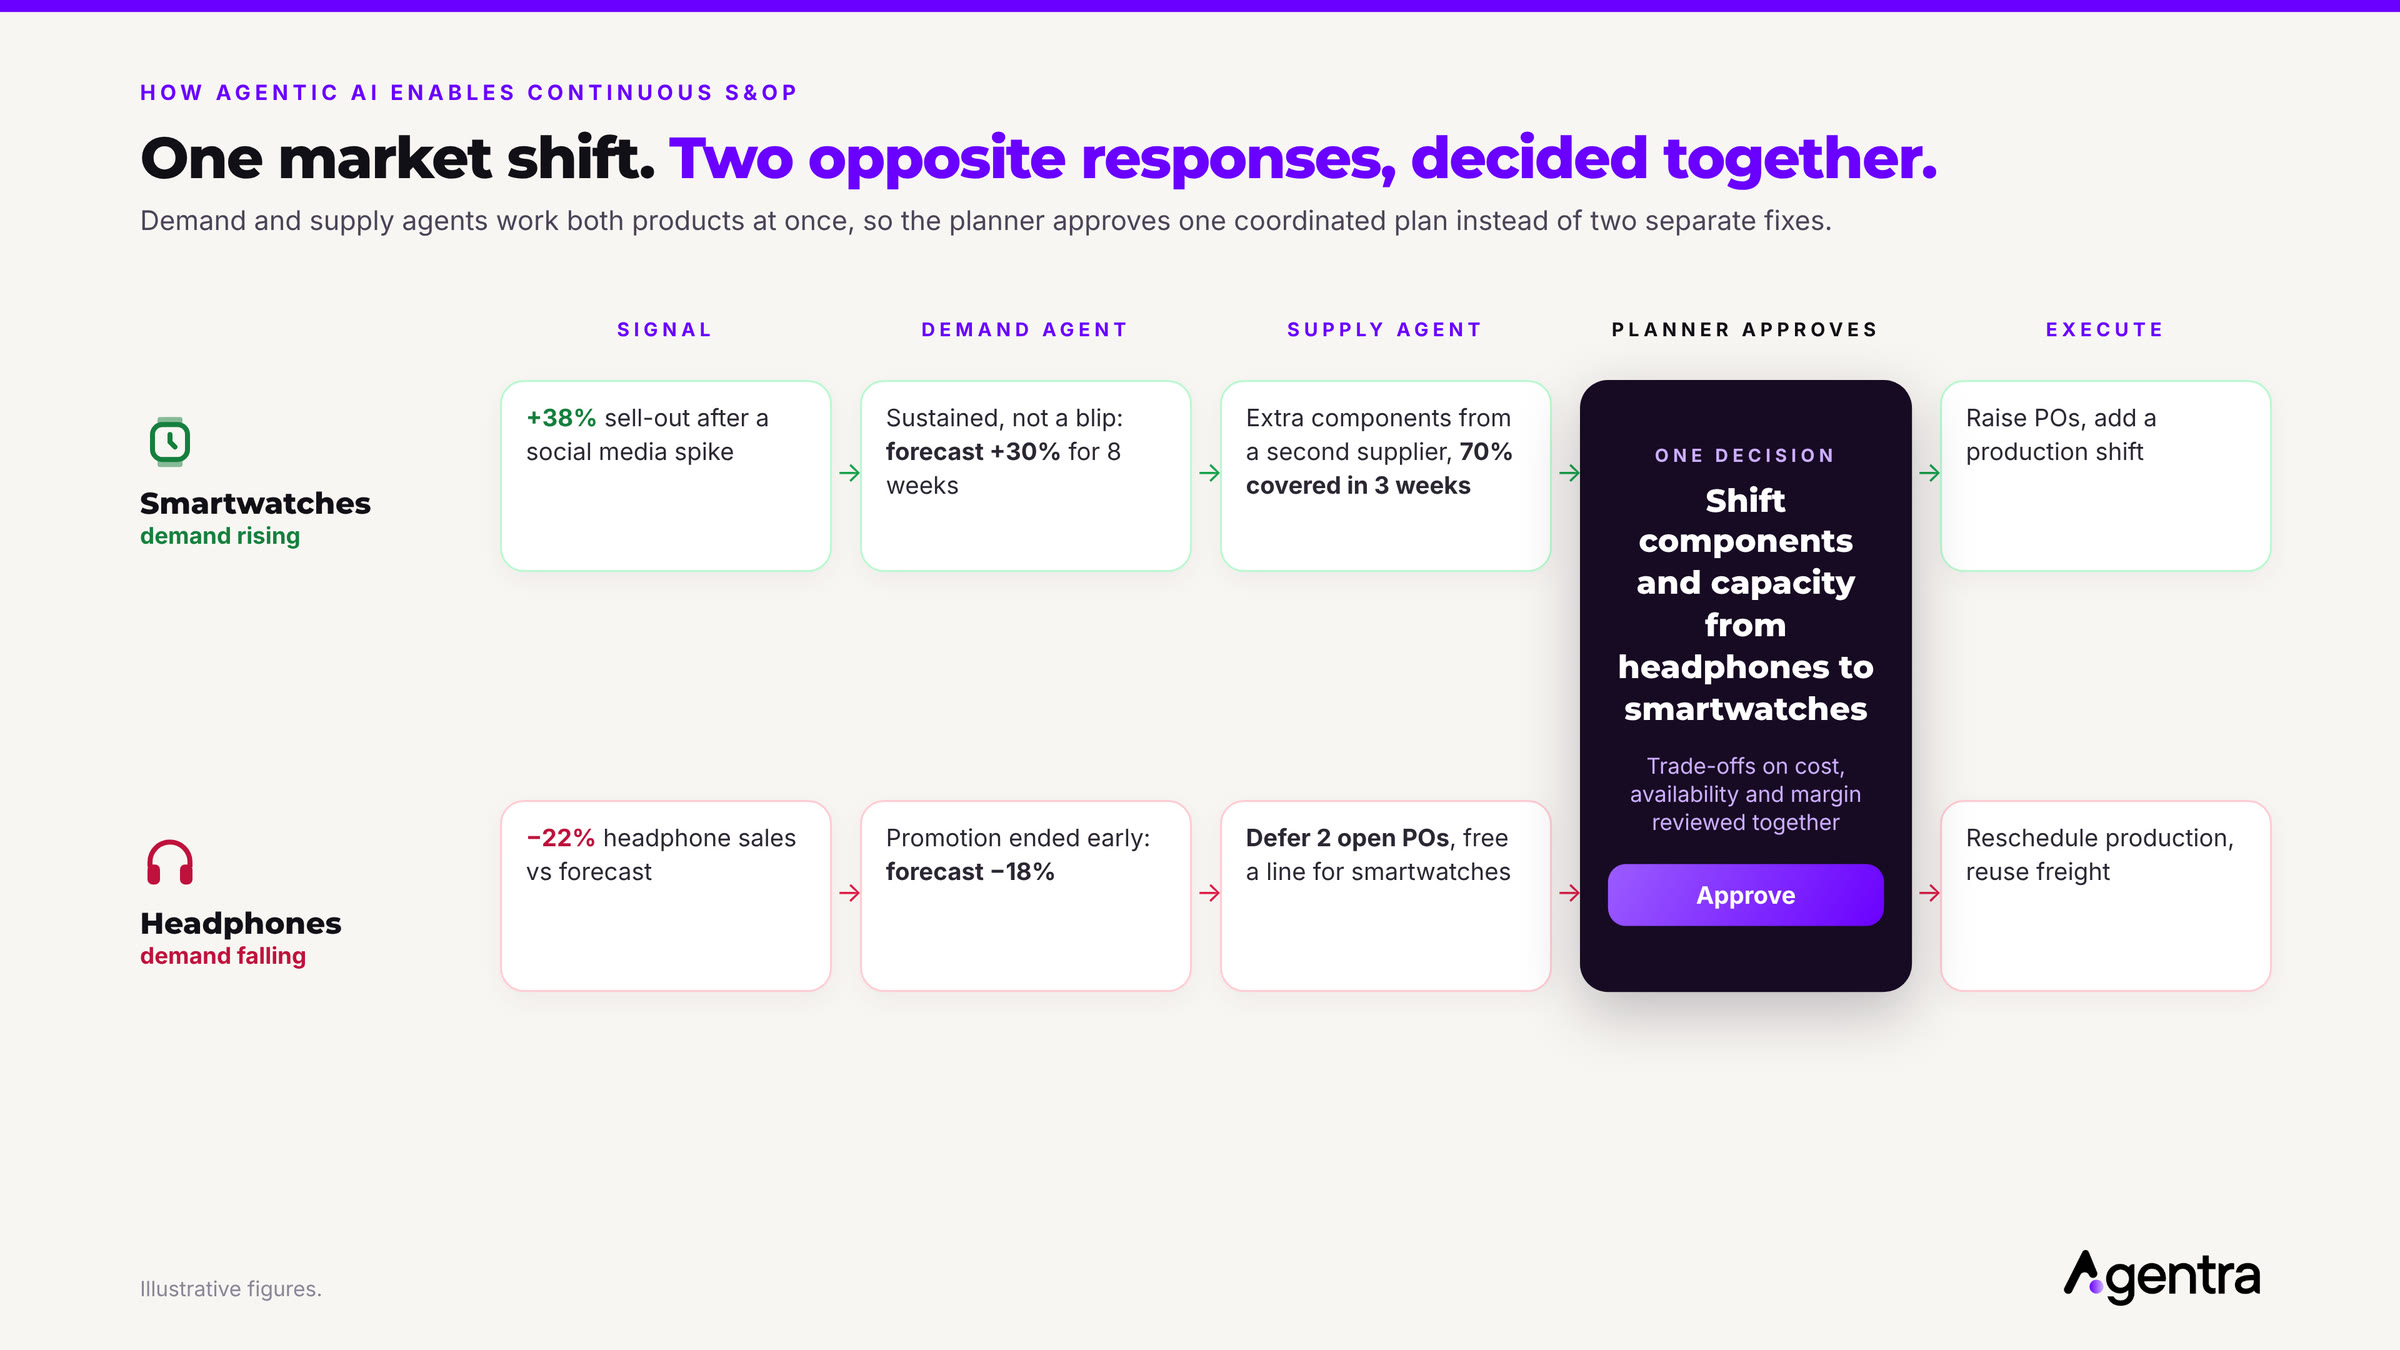 HOW AGENTIC AI ENABLES CONTINUOUS S&OP
One market shift. Two opposite responses, decided together.
Demand and supply agents work both products at once, so the planner approves one coordinated plan instead of two separate fixes.
SIGNAL
DEMAND AGENT
SUPPLY AGENT
PLANNER APPROVES
EXECUTE
Smartwatches
demand rising
+38% sell-out after a
social media spike
→
Sustained, not a blip:
forecast +30% for 8
weeks
→
Extra components from
a second supplier, 70%
covered in 3 weeks
→
ONE DECISION
Shift
components
and capacity
from
headphones to
smartwatches
Trade-offs on cost,
availability and margin
reviewed together
Approve
→
Raise POs, add a
production shift
Headphones
demand falling
−22% headphone sales
vs forecast
→
Promotion ended early:
forecast −18%
→
Defer 2 open POs, free
a line for smartwatches
→
→
Reschedule production,
reuse freight
Illustrative figures.
Agentra